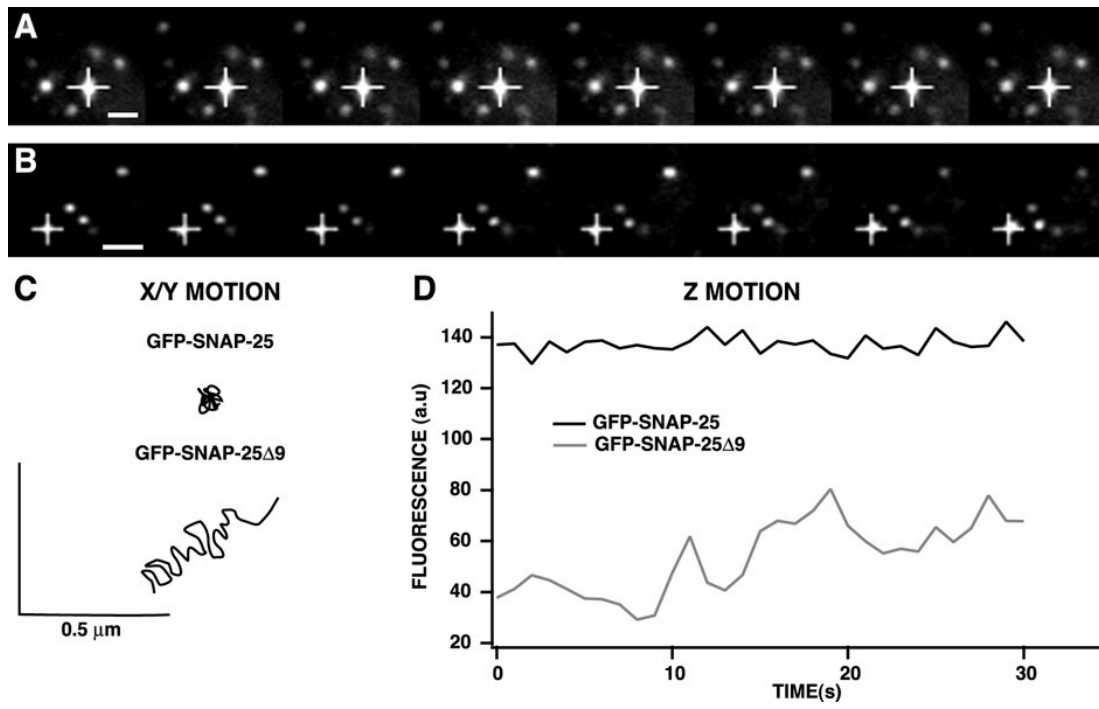 A
B
C
X/Y MOTION
GFP-SNAP-25
GFP-SNAP-25Δ9
0.5 μm
D
Z MOTION
FLUORESCENCE (a.u)
140
120
100
80
60
40
20
GFP-SNAP-25
GFP-SNAP-25Δ9
0
10
20
30
TIME(s)